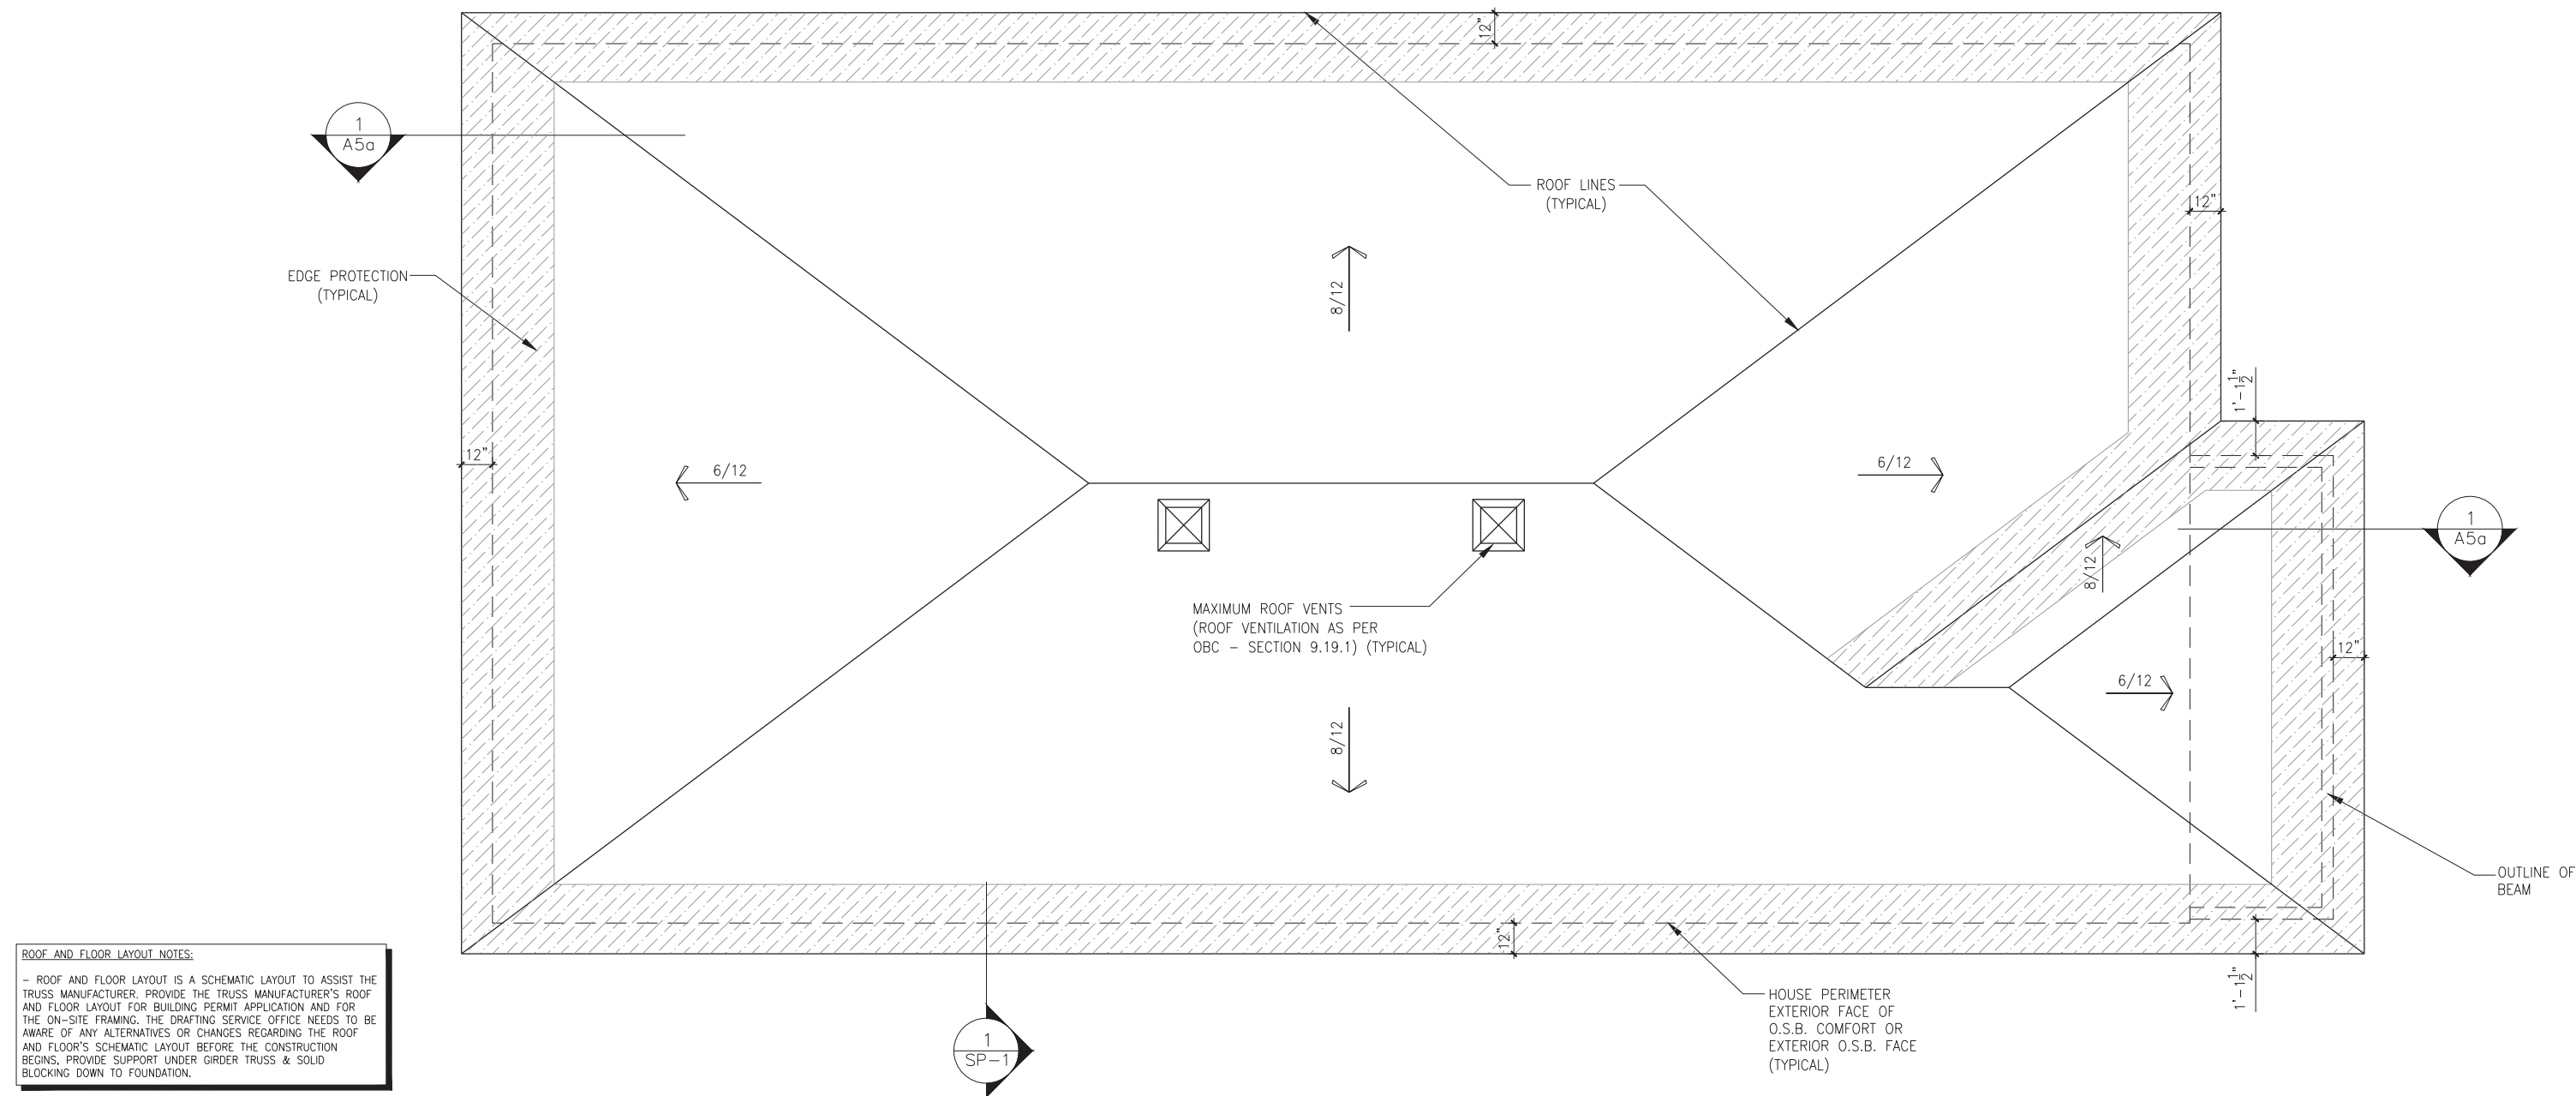 12"
1
A5a
ROOF LINES
(TYPICAL)
12"
EDGE PROTECTION
(TYPICAL)
8/12
1'-1 1/2"
12"
6/12
6/12
1
A5a
8/12
MAXIMUM ROOF VENTS
(ROOF VENTILATION AS PER
OBC - SECTION 9.19.1) (TYPICAL)
12"
6/12
8/12
OUTLINE OF
BEAM
12"
1'-1 1/2"
HOUSE PERIMETER
EXTERIOR FACE OF
O.S.B. COMFORT OR
EXTERIOR O.S.B. FACE
(TYPICAL)
1
SP-1
ROOF AND FLOOR LAYOUT NOTES:
- ROOF AND FLOOR LAYOUT IS A SCHEMATIC LAYOUT TO ASSIST THE
TRUSS MANUFACTURER. PROVIDE THE TRUSS MANUFACTURER'S ROOF
AND FLOOR LAYOUT FOR BUILDING PERMIT APPLICATION AND FOR
THE ON-SITE FRAMING. THE DRAFTING SERVICE OFFICE NEEDS TO BE
AWARE OF ANY ALTERNATIVES OR CHANGES REGARDING THE ROOF
AND FLOOR'S SCHEMATIC LAYOUT BEFORE THE CONSTRUCTION
BEGINS, PROVIDE SUPPORT UNDER GIRDER TRUSS & SOLID
BLOCKING DOWN TO FOUNDATION.